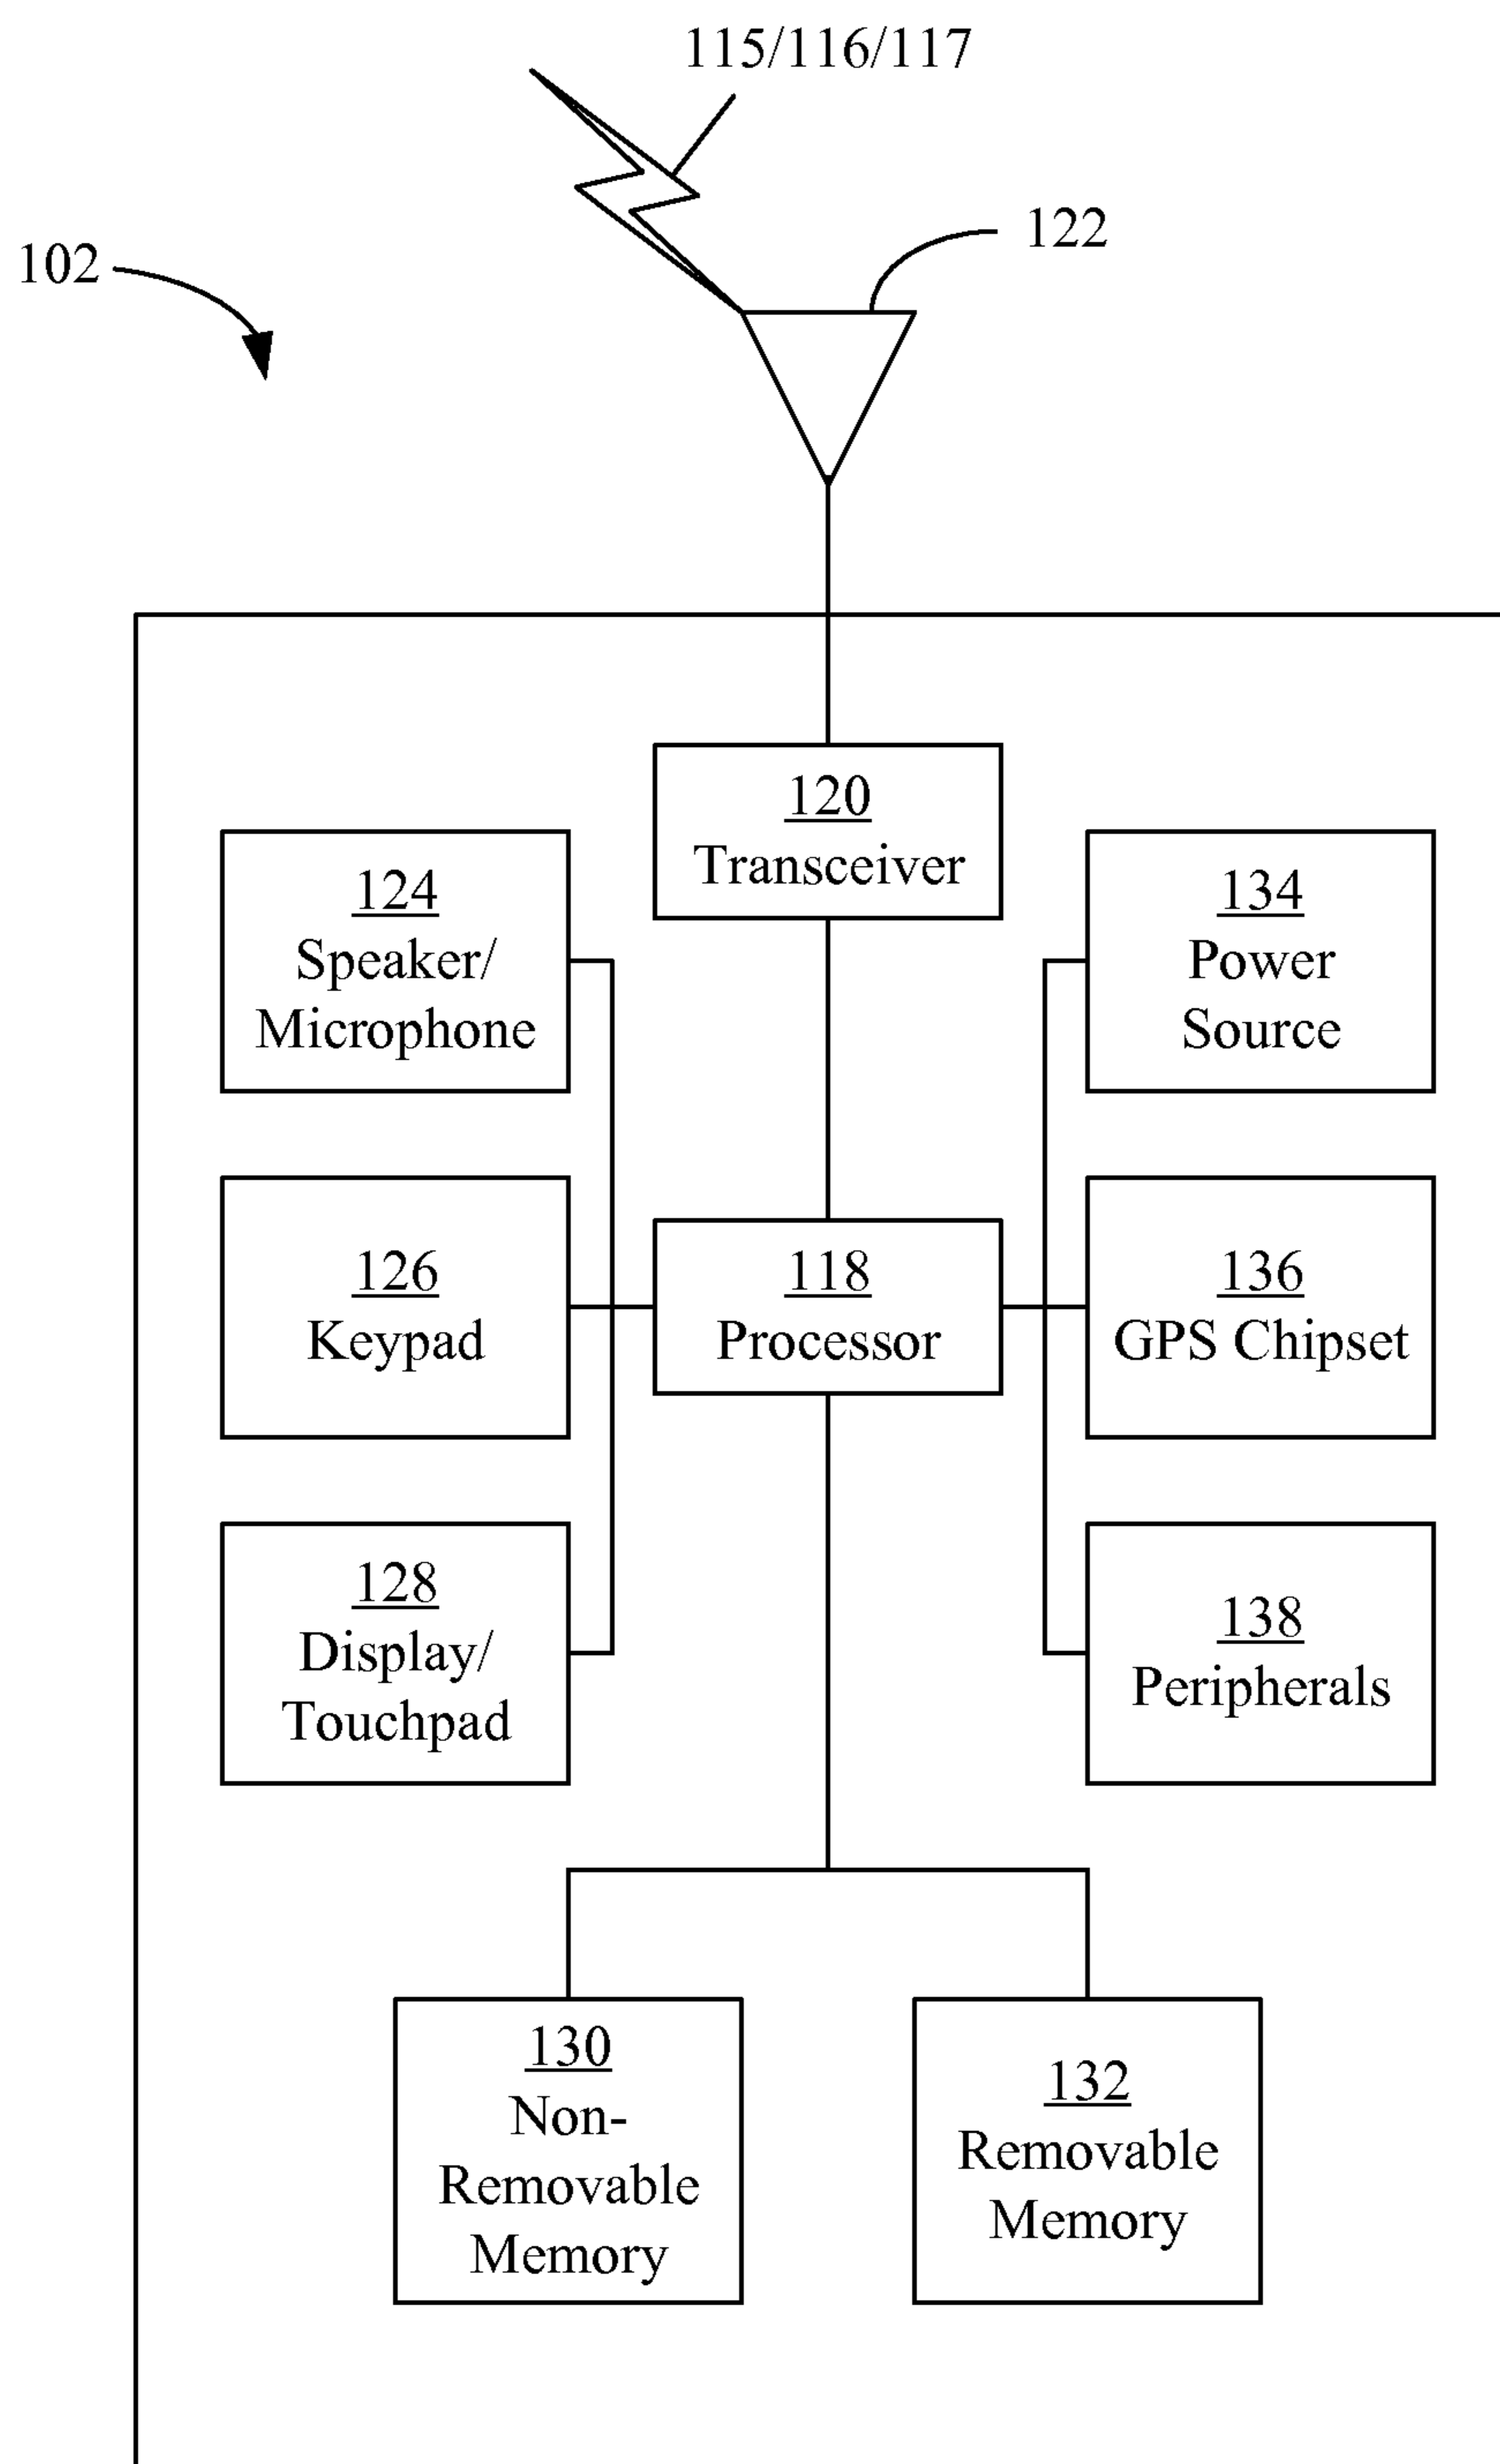 115/116/117
122
102
120
Transceiver
124
Speaker/
Microphone
134
Power
Source
126
Keypad
118
Processor
136
GPS Chipset
128
Display/
Touchpad
138
Peripherals
130
Non-
Removable
Memory
132
Removable
Memory